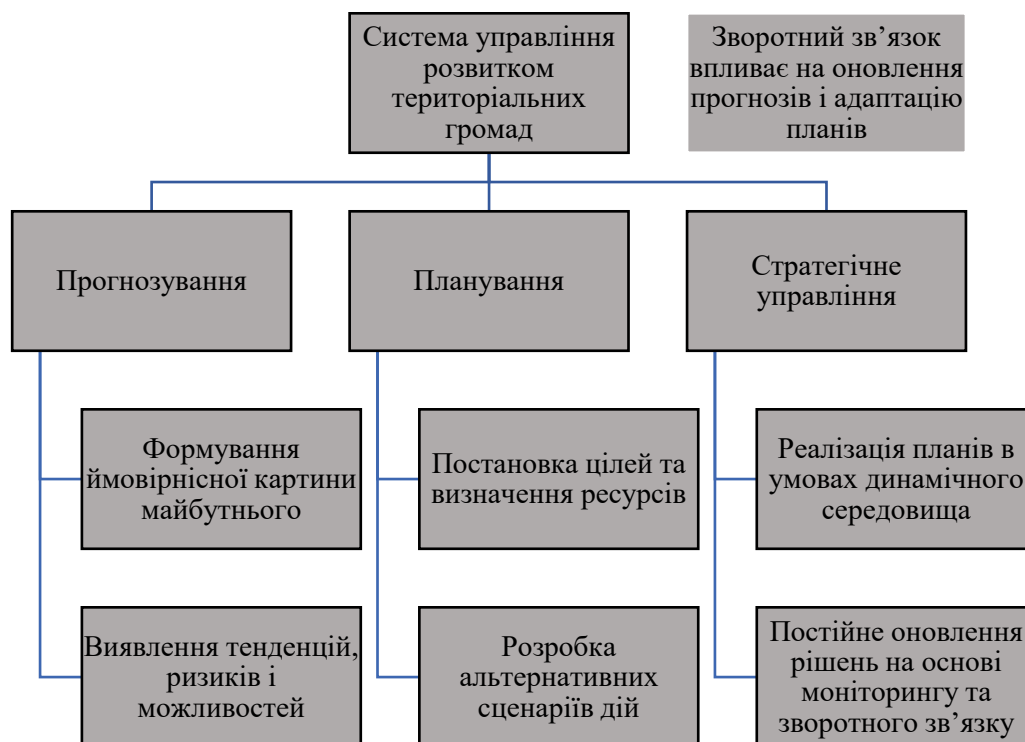 Система управління
розвитком
територіальних
громад
Зворотний зв’язок
впливає на оновлення
прогнозів і адаптацію
планів
Прогнозування
Планування
Стратегічне
управління
Формування
ймовірнісної картини
майбутнього
Постановка цілей та
визначення ресурсів
Реалізація планів в
умовах динамічного
середовища
Виявлення тенденцій,
ризиків і
можливостей
Розробка
альтернативних
сценаріїв дій
Постійне оновлення
рішень на основі
моніторингу та
зворотного зв’язку